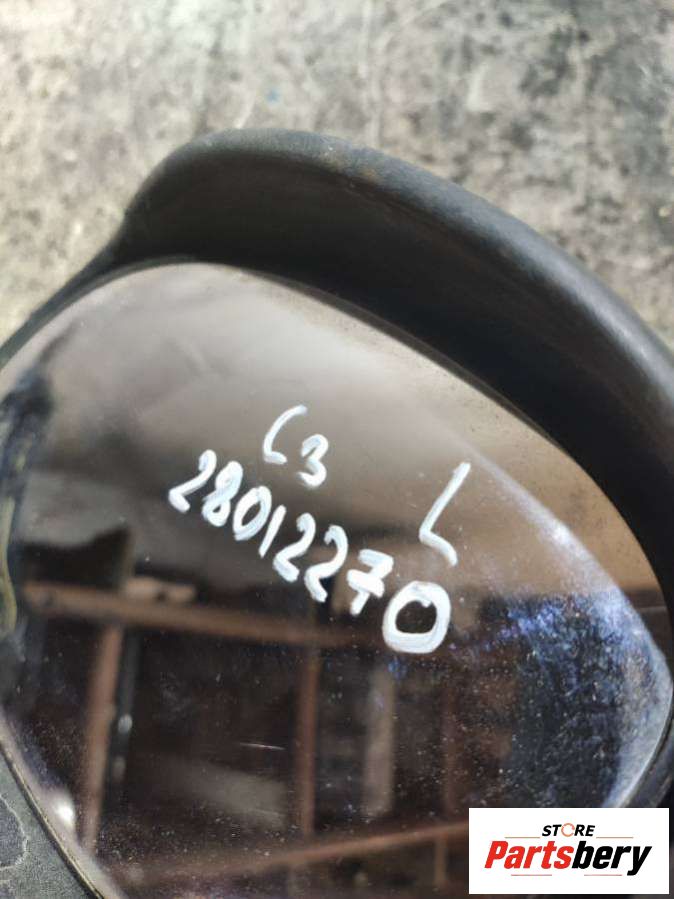 C3 L
28012270
STORE
Partsbery